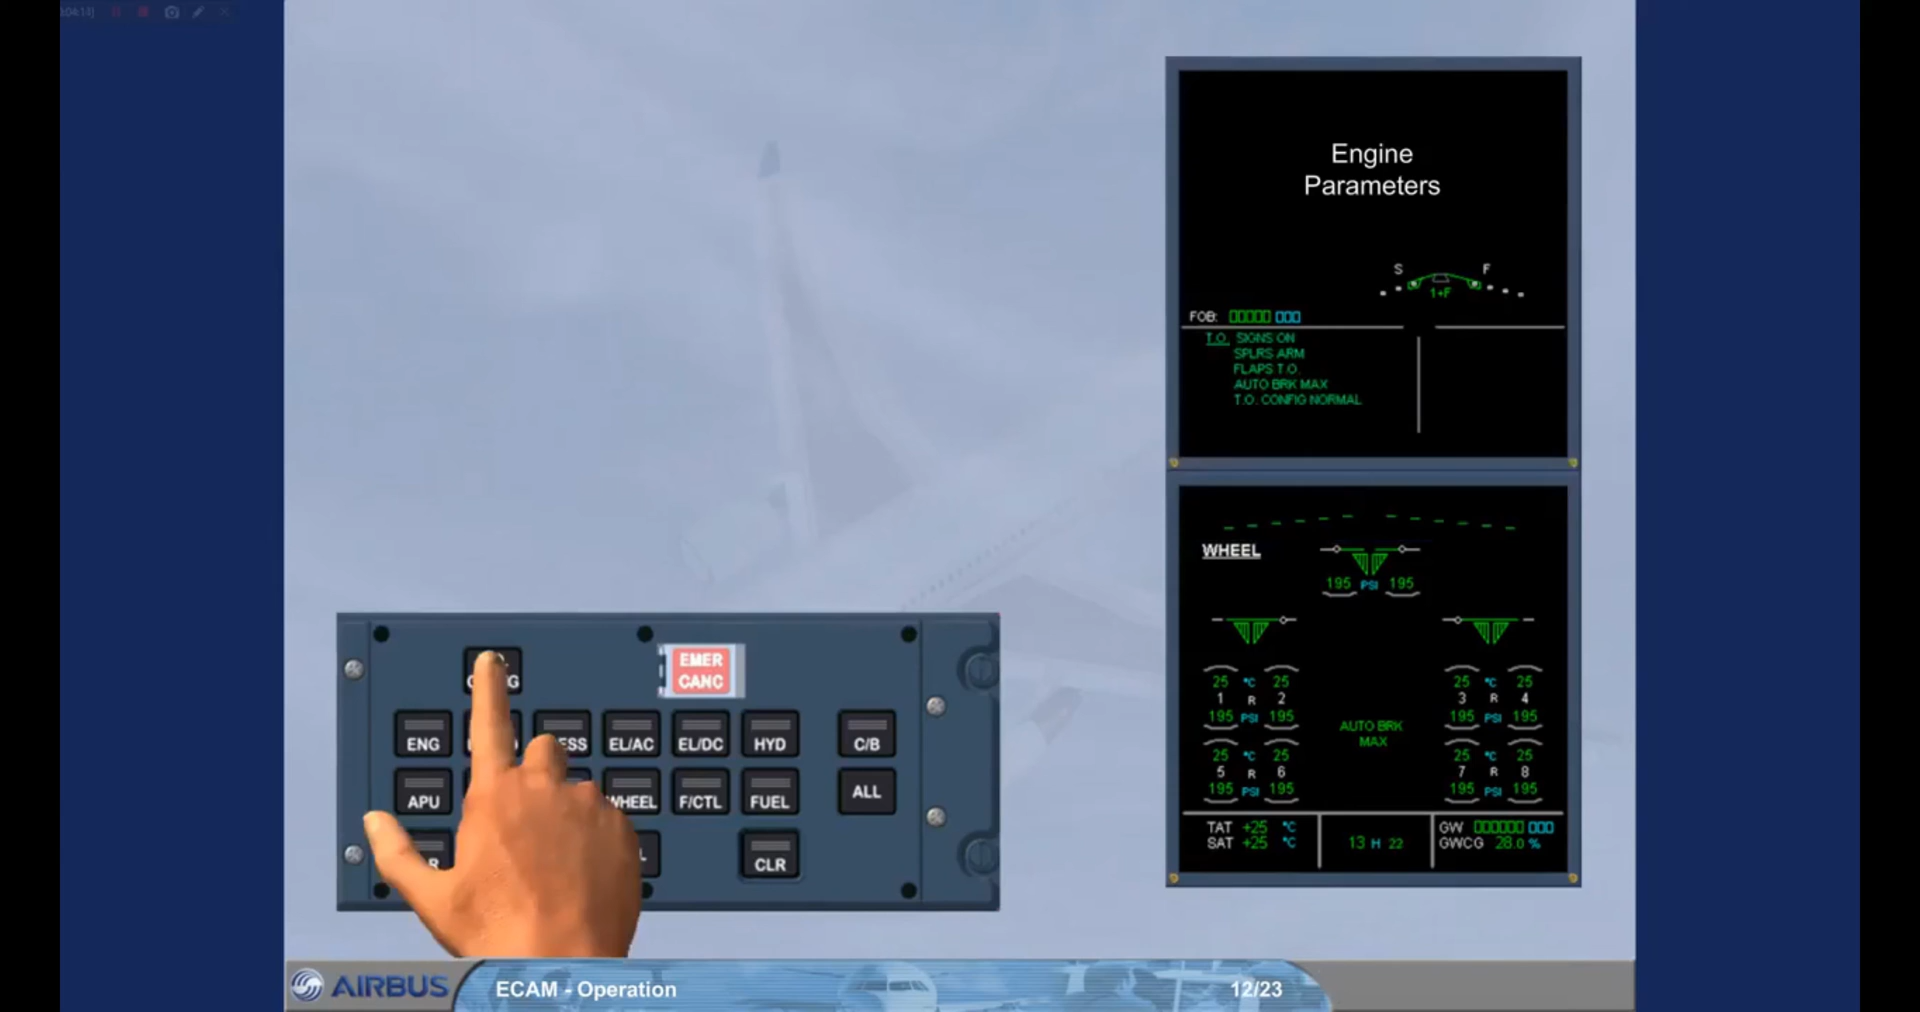 Engine
Parameters
S F
1+F
FOB:
T.O. SIGNS ON
SPLRS ARM
FLAPS T.O.
AUTO BRK MAX
T.O. CONFIG NORMAL
WHEEL
195 PSI 195
25 °C 25 25 °C 25
1 R 2 3 R 4
195 PSI 195 195 PSI 195
AUTO BRK
MAX
25 °C 25 25 °C 25
5 R 6 7 R 8
195 PSI 195 195 PSI 195
TAT +25 °C GW
SAT +25 °C 13 H 22 GWCG 28.0 %
EMER
CANC
ENG EL/AC EL/DC HYD C/B
APU WHEEL F/CTL FUEL ALL
CLR
AIRBUS ECAM - Operation 12/23